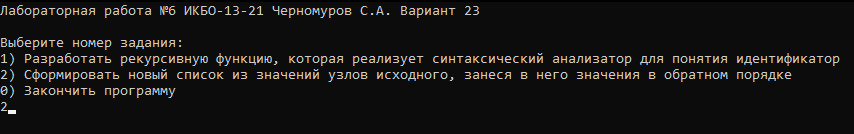 Лабораторная работа №6 ИКБО-13-21 Черномуров С.А. Вариант 23
Выберите номер задания:
1) Разработать рекурсивную функцию, которая реализует синтаксический анализатор для понятия идентификатор
2) Сформировать новый список из значений узлов исходного, занеся в него значения в обратном порядке
0) Закончить программу
2